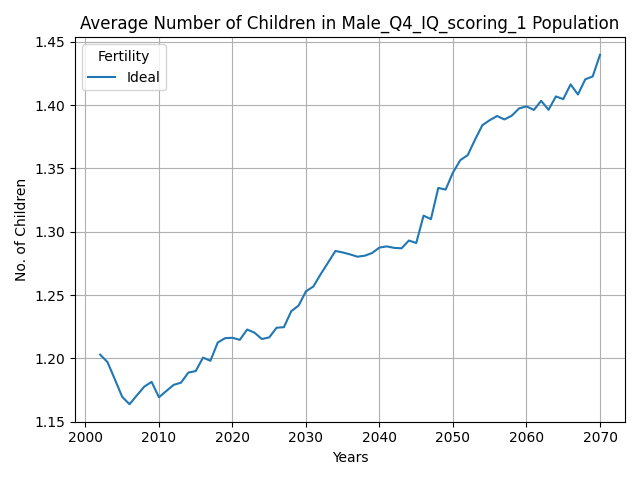 Average Number of Children in Male_Q4_IQ_scoring_1 Population
Fertility
Ideal
No. of Children
1.45
1.40
1.35
1.30
1.25
1.20
1.15
2000 2010 2020 2030 2040 2050 2060 2070
Years